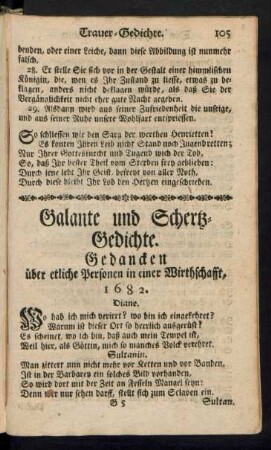 Trauer-Gedichte. 105
henden, oder einer Leiche, dann diese Abbildung ist nunmehr
falsch.
28. Er stelle Sie sich vor in der Gestalt einer himmlischen
Königin, die, wen es Ihr Zustand zu liesse, etwas zu be-
klagen, anders nicht beklagen würde, als daß Sie der
Vergänglichkeit nicht eher gute Nacht gegeben.
29. Alsdann wird aus seiner Zufriedenheit die unsrige,
und aus seiner Ruhe unsere Wohlfart entspriessen.
So schliessen wir den Sarg der werthen Henrietten!
Es konten Ihren Leib nicht Stand noch Jugend retten;
Nur Ihrer Gottesfurcht und Tugend wich der Tod,
So, daß Ihr bester Theil vom Sterben frey geblieben:
Durch jene lebt Ihr Geist, befreyt von aller Noth,
Durch diese bleibt Ihr Lob den Hertzen eingeschrieben.
Galante und Schertz-
Gedichte.
Gedancken
über etliche Personen in einer Wirthschafft,
1682.
Diane.
Wo hab ich mich verirrt? wo bin ich eingekehret?
Warum ist dieser Ort so herrlich ausgerüst?
Es scheinet, wo ich bin, daß auch mein Tempel ist,
Weil hier, als Göttin, mich so manches Volck verehret.
Sultanin.
Man zittert nun nicht mehr vor Ketten und vor Banden,
Ist in der Barbarey ein solches Bild vorhanden,
So wird dort mit der Zeit an Fesseln Mangel seyn:
Denn wer nur sehen darff, stellt sich zum Sclaven ein.
G 5 Sultan.